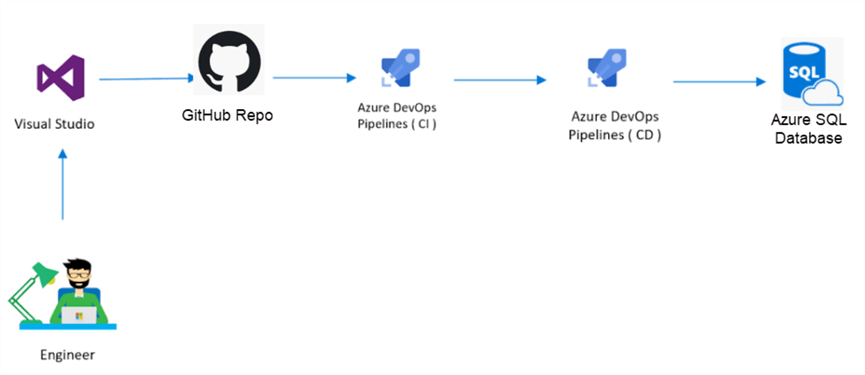 Visual Studio
GitHub Repo
Azure DevOps
Pipelines ( CI )
Azure DevOps
Pipelines ( CD )
SQL
Azure SQL
Database
Engineer